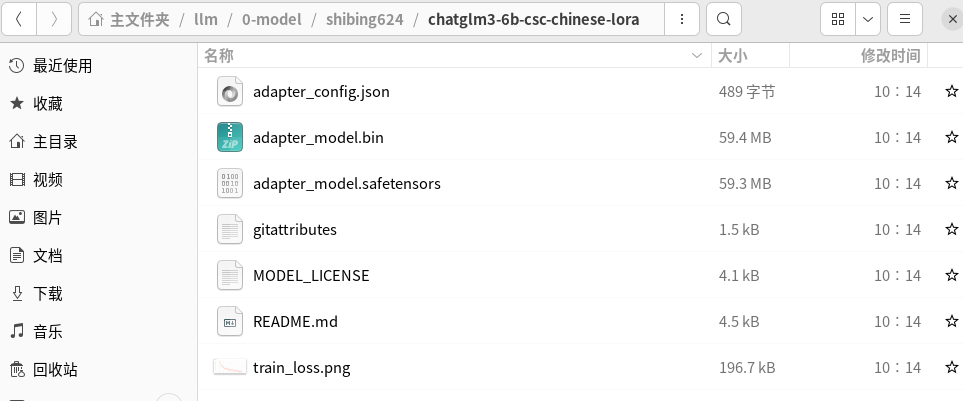 主文件夹 / llm / 0-model / shibing624 / chatglm3-6b-csc-chinese-lora
名称 大小 修改时间
最近使用
收藏
主目录
视频
图片
文档
下载
音乐
回收站
adapter_config.json 489 字节 10：14
adapter_model.bin 59.4 MB 10：14
adapter_model.safetensors 59.3 MB 10：14
gitattributes 1.5 kB 10：14
MODEL_LICENSE 4.1 kB 10：14
README.md 4.5 kB 10：14
train_loss.png 196.7 kB 10：14
ZIP
0100
0010
1001
M↓